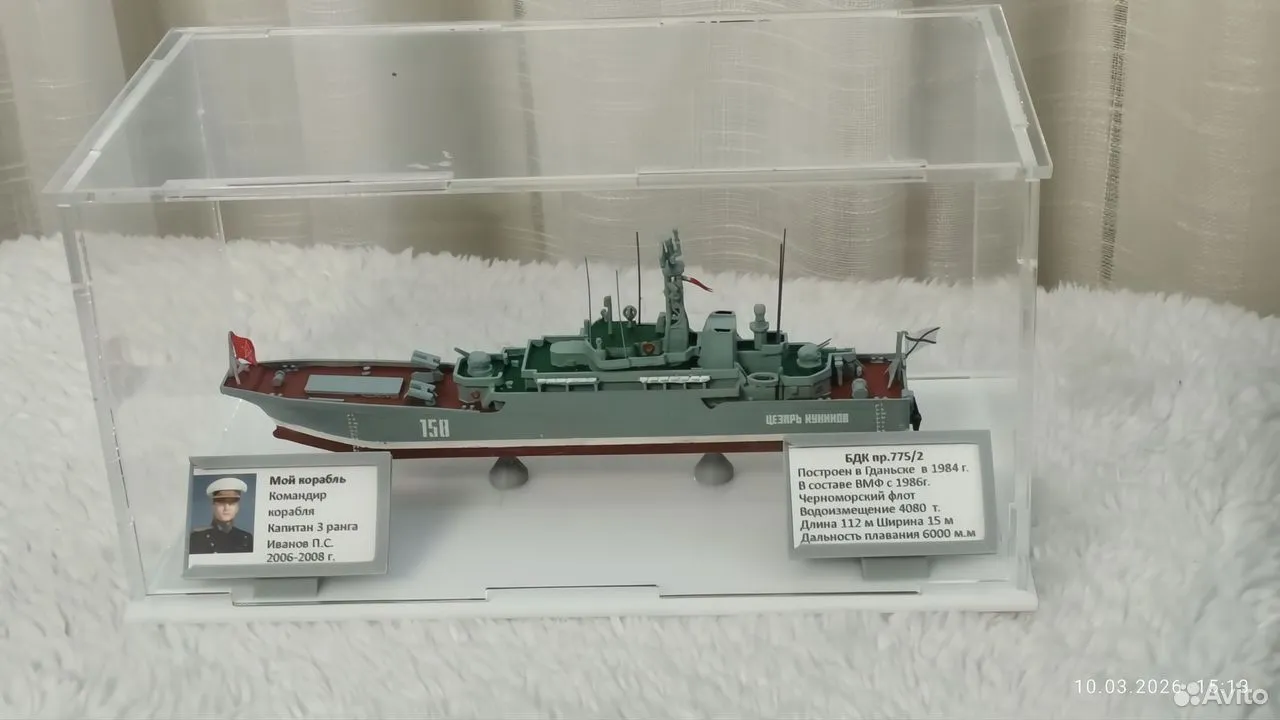 158
ЦЕЗАРЬ КУНИКОВ
Мой корабль
Командир
корабля
Капитан 3 ранга
Иванов П.С.
2006-2008 г.
БДК пр.775/2
Построен в Гданьске в 1984 г.
В составе ВМФ с 1986г.
Черноморский флот
Водоизмещение 4080 т.
Длина 112 м Ширина 15 м
Дальность плавания 6000 м.м
10.03.2026 15:13
Avito